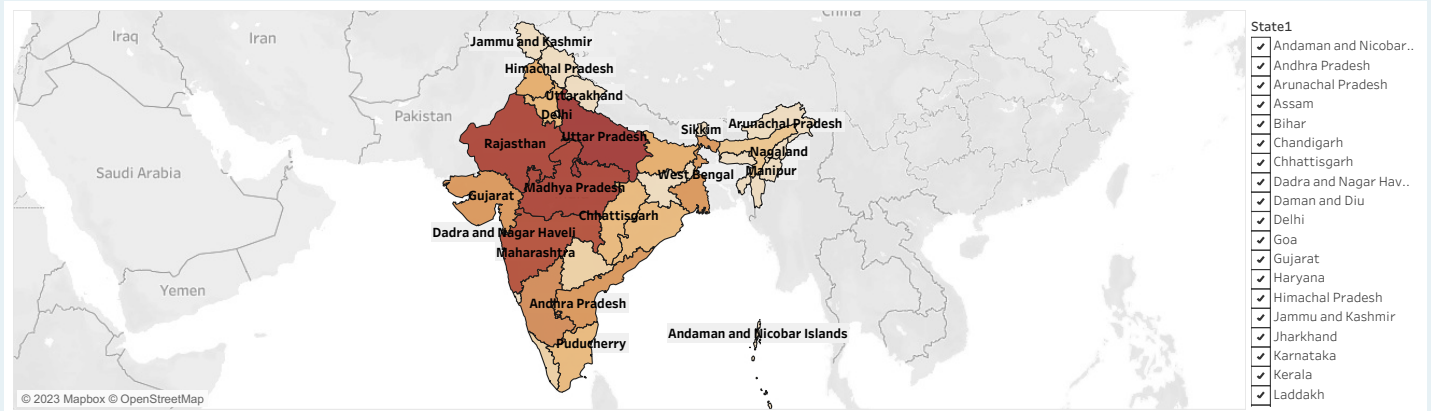 China
Iraq
Iran
Jammu and Kashmir
Himachal Pradesh
Uttarakhand
Delhi
Pakistan
Uttar Pradesh
Sikkim
Arunachal Pradesh
Rajasthan
Nagaland
Saudi Arabia
West Bengal
Manipur
Madhya Pradesh
Gujarat
Chhattisgarh
Dadra and Nagar Haveli
Maharashtra
Yemen
Andhra Pradesh
Andaman and Nicobar Islands
Puducherry
© 2023 Mapbox © OpenStreetMap
State1
Andaman and Nicobar..
Andhra Pradesh
Arunachal Pradesh
Assam
Bihar
Chandigarh
Chhattisgarh
Dadra and Nagar Hav..
Daman and Diu
Delhi
Goa
Gujarat
Haryana
Himachal Pradesh
Jammu and Kashmir
Jharkhand
Karnataka
Kerala
Laddakh